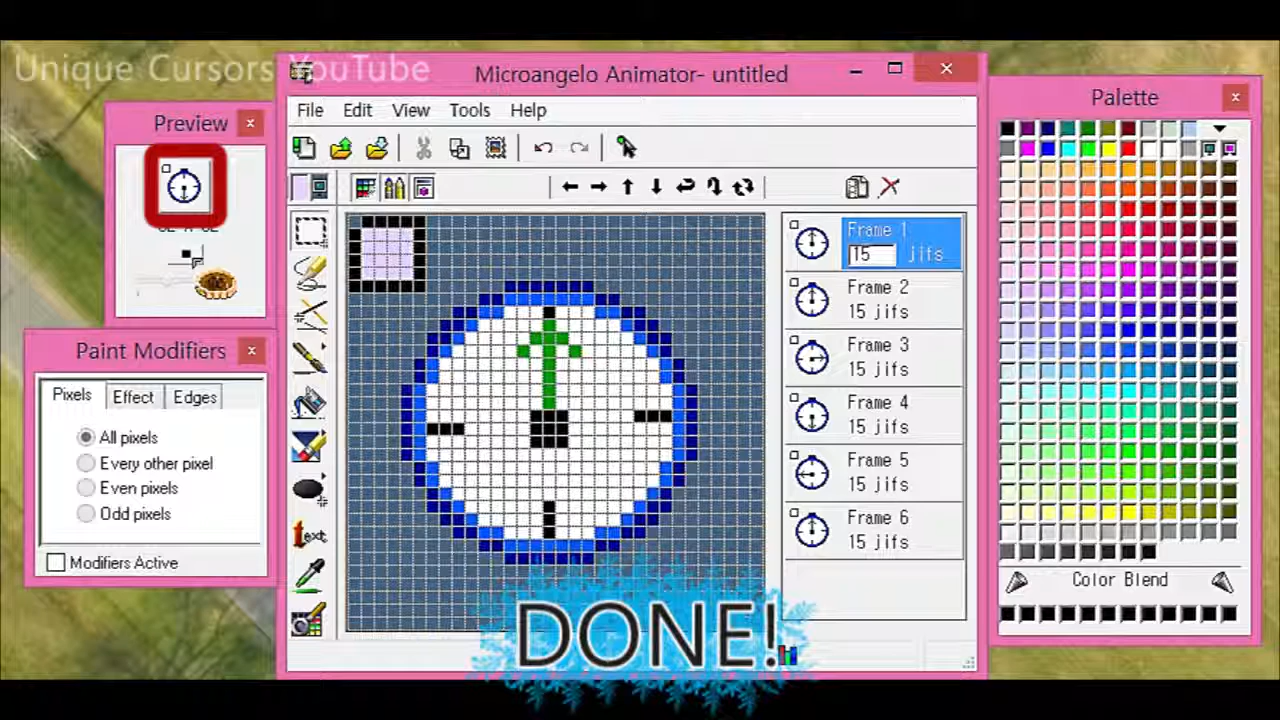 Unique Cursors YouTube
Microangelo Animator- untitled
File Edit View Tools Help
Preview
Paint Modifiers
Pixels Effect Edges
All pixels
Every other pixel
Even pixels
Odd pixels
Modifiers Active
text
Frame 1
15 jifs
Frame 2
15 jifs
Frame 3
15 jifs
Frame 4
15 jifs
Frame 5
15 jifs
Frame 6
15 jifs
Palette
Color Blend
DONE!